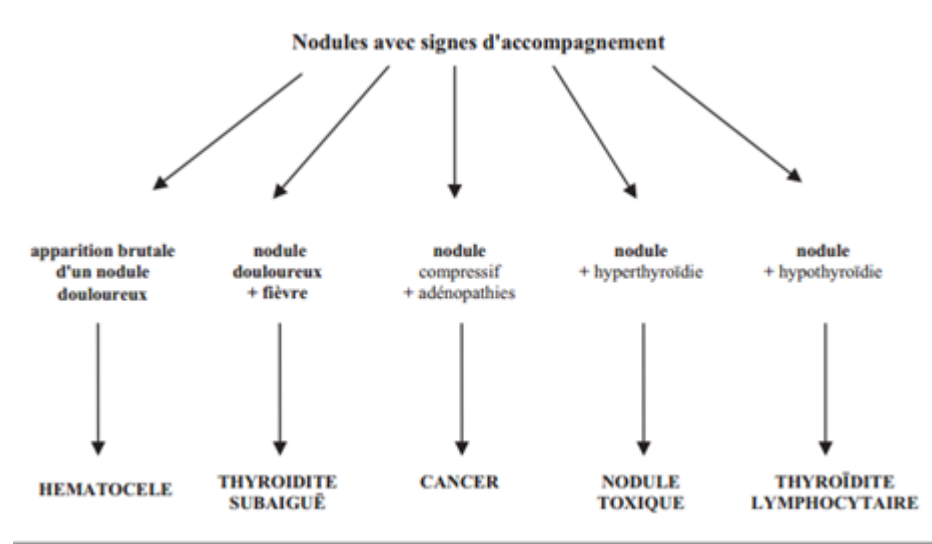 Nodules avec signes d'accompagnement
apparition brutale
d'un nodule
douloureux
nodule
douloureux
+ fièvre
nodule
compressif
+ adénopathies
nodule
+ hyperthyroïdie
nodule
+ hypothyroïdie
HEMATOCELE
THYROIDITE
SUBAIGUË
CANCER
NODULE
TOXIQUE
THYROÏDITE
LYMPHOCYTAIRE